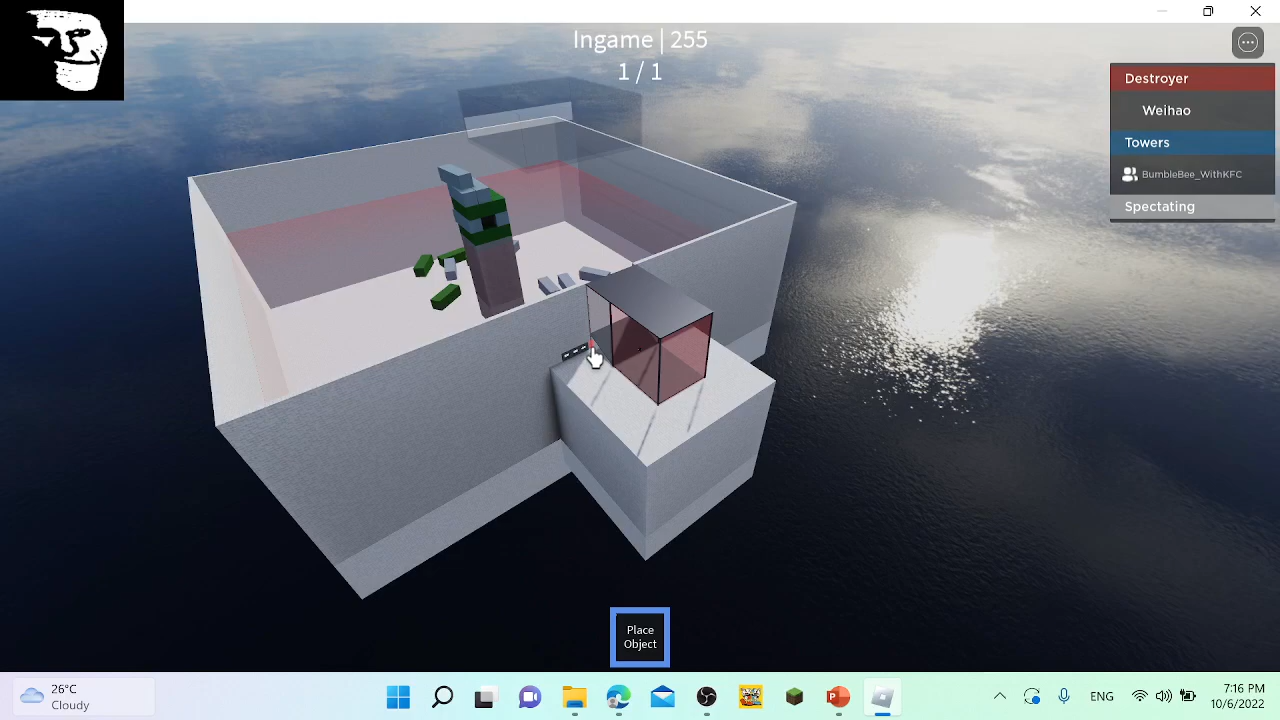 Ingame | 255
1 / 1
Destroyer
Weihao
Towers
BumbleBee_WithKFC
Spectating
Place
Object
26°C
Cloudy
ENG
7:16 PM
10/6/2022